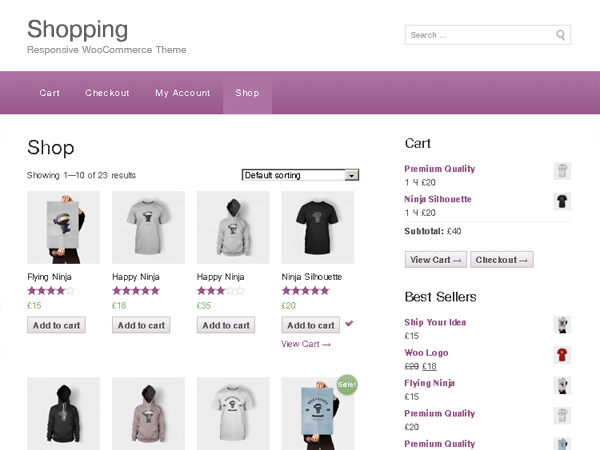 Shopping
Responsive WooCommerce Theme
Search ...
Cart
Checkout
My Account
Shop
Shop
Showing 1—10 of 23 results
Default sorting
Flying Ninja
£15
Add to cart
Happy Ninja
£18
Add to cart
Happy Ninja
£35
Add to cart
Ninja Silhouette
£20
Add to cart
View Cart →
Sale!
Cart
Premium Quality
1 Ч £20
Ninja Silhouette
1 Ч £20
Subtotal: £40
View Cart →
Checkout →
Best Sellers
Ship Your Idea
£15
Woo Logo
£20 £18
Flying Ninja
£15
Premium Quality
£20
Premium Quality